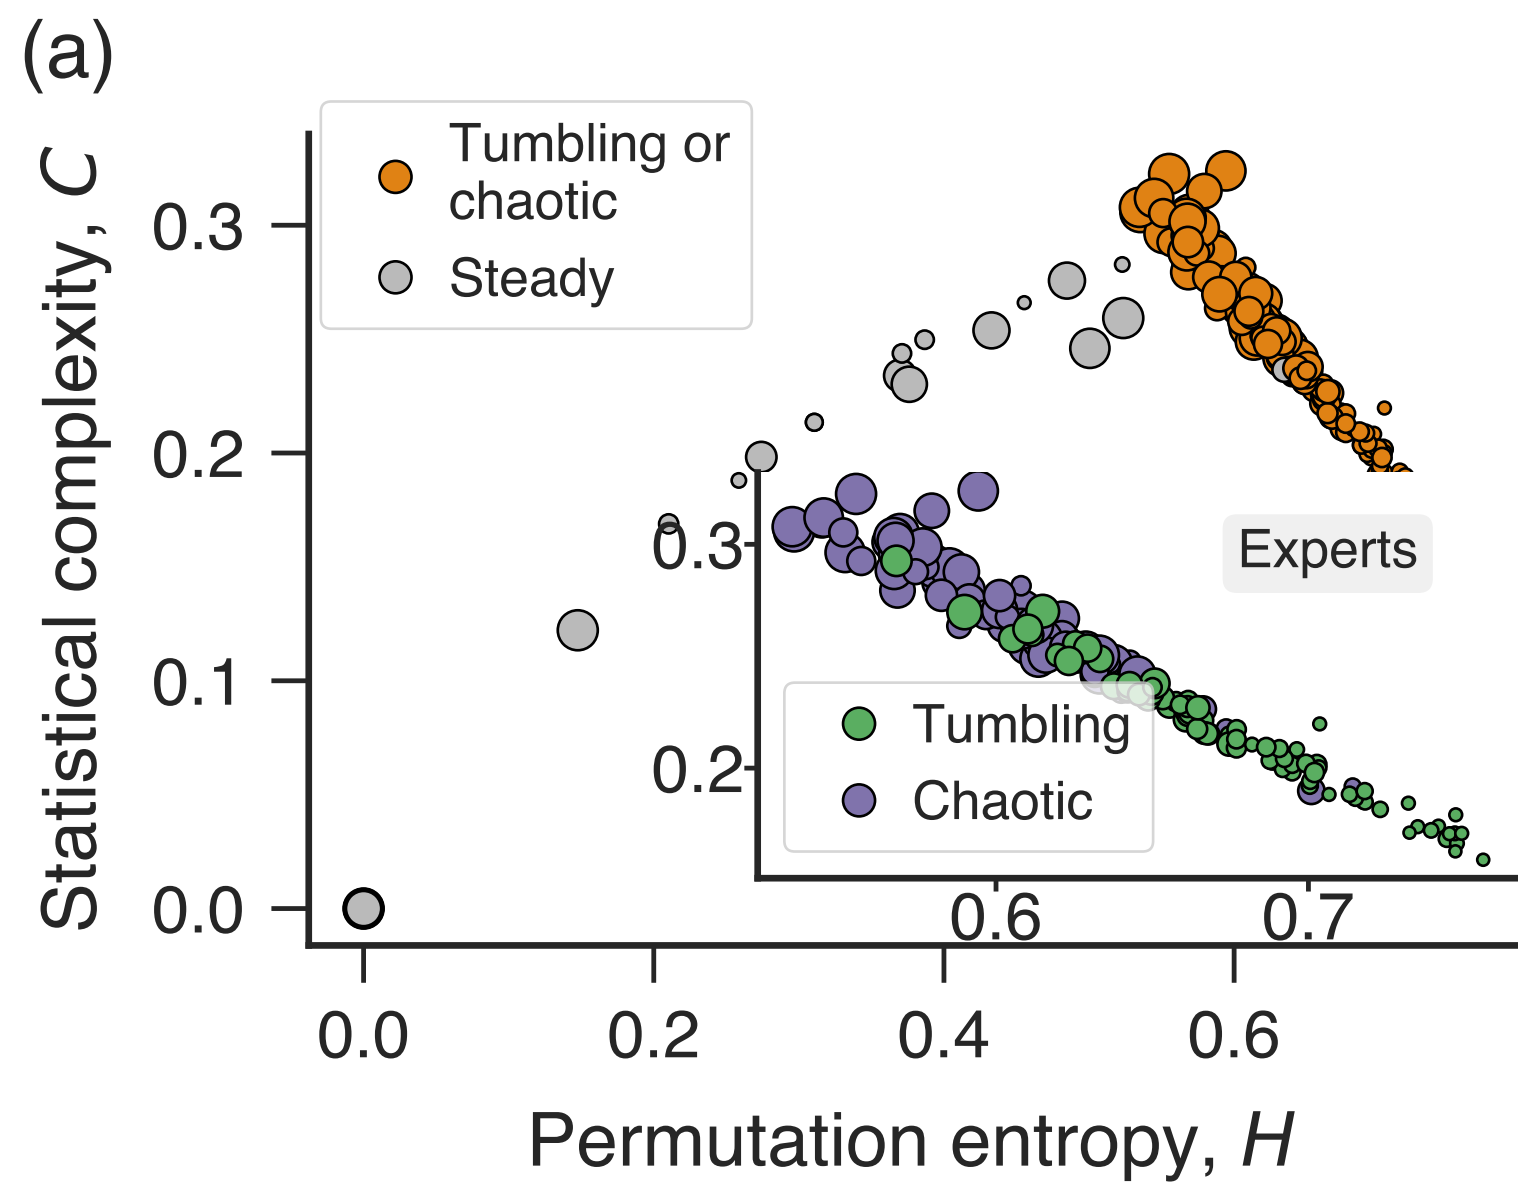 (a)
Statistical complexity, C
0.3
0.2
0.1
0.0
Tumbling or
chaotic
Steady
0.3
0.2
Experts
Tumbling
Chaotic
0.6
0.7
0.0
0.2
0.4
0.6
Permutation entropy, H